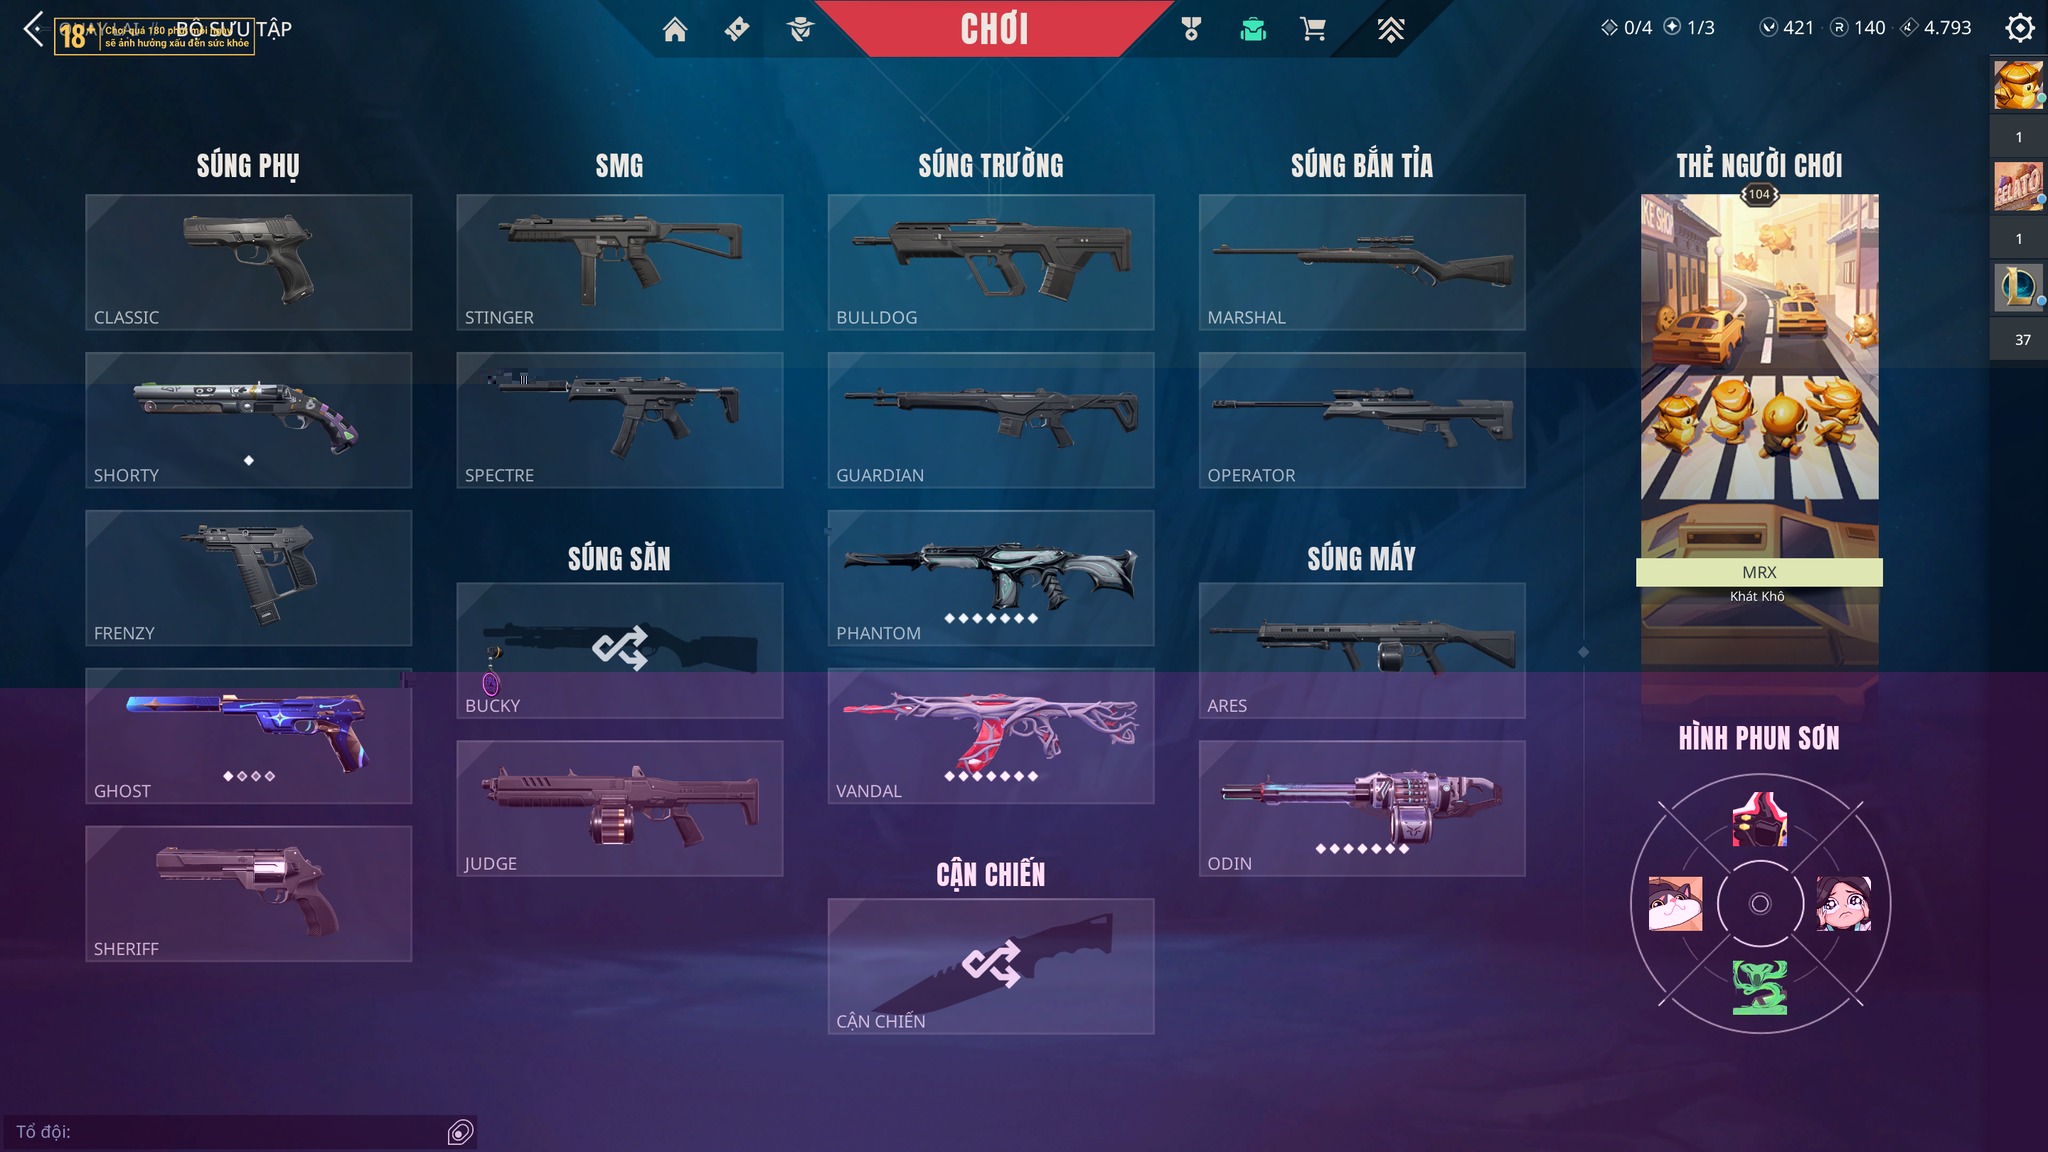 BỘ SƯU TẬP
18+
Chơi quá 180 phút mỗi ngày
sẽ ảnh hưởng xấu đến sức khỏe
CHƠI
0/4
1/3
421
140
4.793
1
1
37
SÚNG PHỤ
CLASSIC
SHORTY
FRENZY
GHOST
SHERIFF
SMG
STINGER
SPECTRE
SÚNG SĂN
BUCKY
JUDGE
SÚNG TRƯỜNG
BULLDOG
GUARDIAN
PHANTOM
VANDAL
CẬN CHIẾN
CẬN CHIẾN
SÚNG BẮN TỈA
MARSHAL
OPERATOR
SÚNG MÁY
ARES
ODIN
THẺ NGƯỜI CHƠI
104
KE SHOP
MRX
Khát Khô
HÌNH PHUN SƠN
GELATO
Tổ đội: